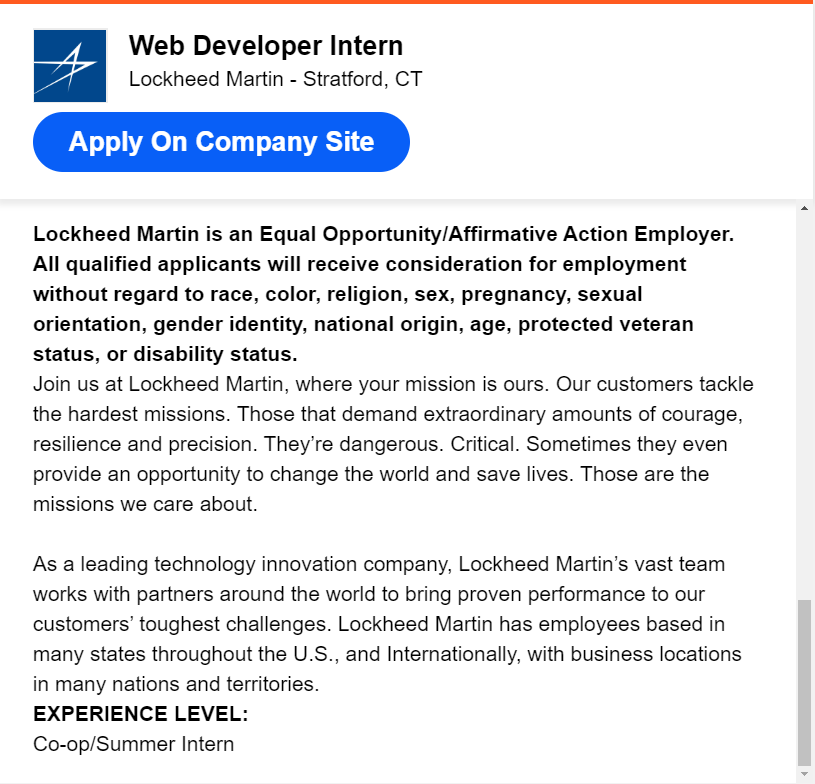 Web Developer Intern
Lockheed Martin - Stratford, CT
Apply On Company Site
Lockheed Martin is an Equal Opportunity/Affirmative Action Employer.
All qualified applicants will receive consideration for employment
without regard to race, color, religion, sex, pregnancy, sexual
orientation, gender identity, national origin, age, protected veteran
status, or disability status.
Join us at Lockheed Martin, where your mission is ours. Our customers tackle
the hardest missions. Those that demand extraordinary amounts of courage,
resilience and precision. They’re dangerous. Critical. Sometimes they even
provide an opportunity to change the world and save lives. Those are the
missions we care about.
As a leading technology innovation company, Lockheed Martin’s vast team
works with partners around the world to bring proven performance to our
customers’ toughest challenges. Lockheed Martin has employees based in
many states throughout the U.S., and Internationally, with business locations
in many nations and territories.
EXPERIENCE LEVEL:
Co-op/Summer Intern